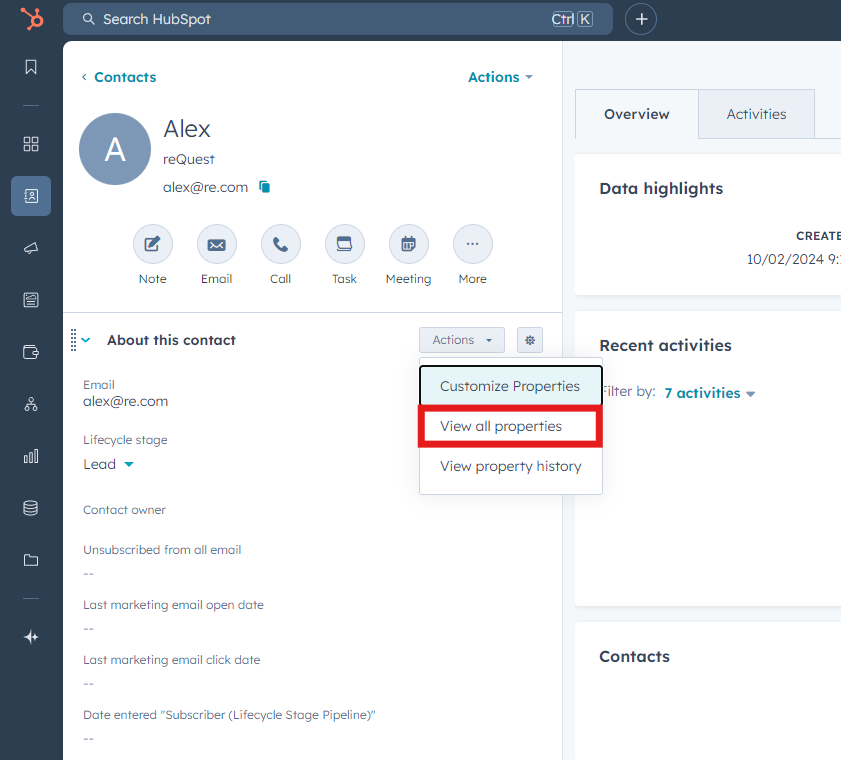 Search HubSpot
Ctrl K
Contacts
Actions
A
Alex
reQuest
alex@re.com
Note
Email
Call
Task
Meeting
More
About this contact
Actions
Customize Properties
View all properties
View property history
Email
alex@re.com
Lifecycle stage
Lead
Contact owner
Unsubscribed from all email
--
Last marketing email open date
--
Last marketing email click date
--
Date entered "Subscriber (Lifecycle Stage Pipeline)"
--
Overview
Activities
Data highlights
CREATE
10/02/2024 9:
Recent activities
Filter by: 7 activities
Contacts